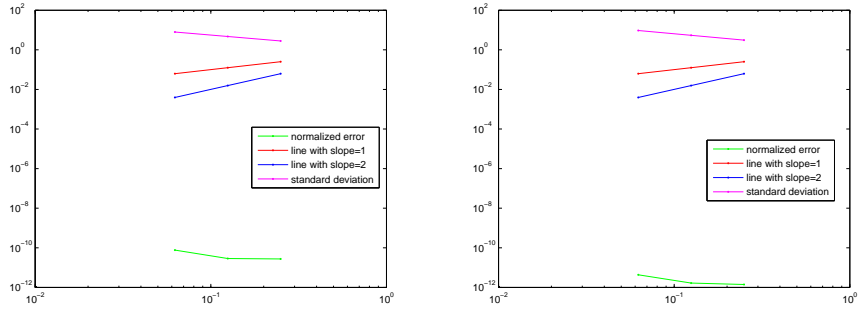 10^2
10^0
10^-2
10^-4
10^-6
10^-8
10^-10
10^-12
10^-2
10^-1
10^0
normalized error
line with slope=1
line with slope=2
standard deviation
10^2
10^0
10^-2
10^-4
10^-6
10^-8
10^-10
10^-12
10^-2
10^-1
10^0
normalized error
line with slope=1
line with slope=2
standard deviation